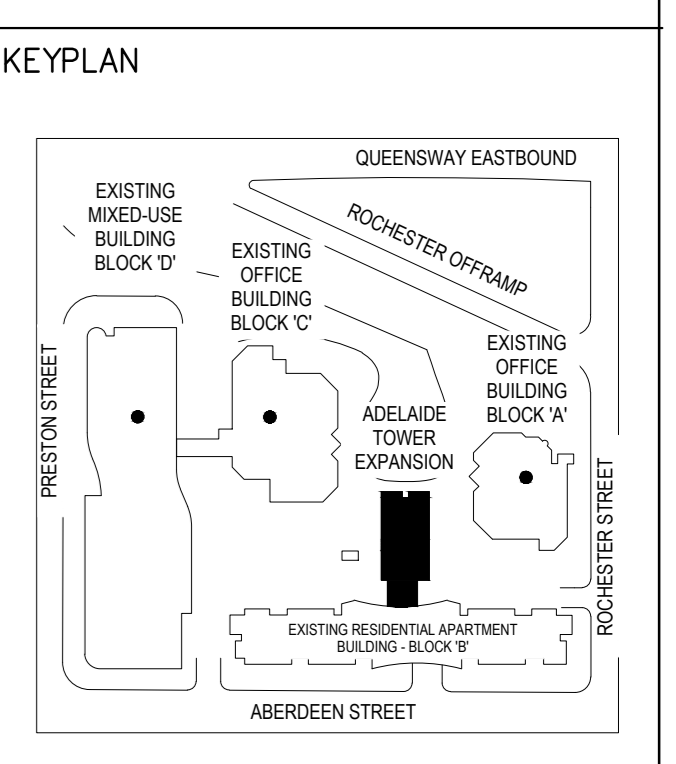 KEYPLAN
QUEENSWAY EASTBOUND
EXISTING
MIXED-USE
BUILDING
BLOCK 'D'
ROCHESTER OFFRAMP
EXISTING
OFFICE
BUILDING
BLOCK 'C'
EXISTING
OFFICE
BUILDING
BLOCK 'A'
PRESTON STREET
ADELAIDE
TOWER
EXPANSION
ROCHESTER STREET
EXISTING RESIDENTIAL APARTMENT
BUILDING - BLOCK 'B'
ABERDEEN STREET